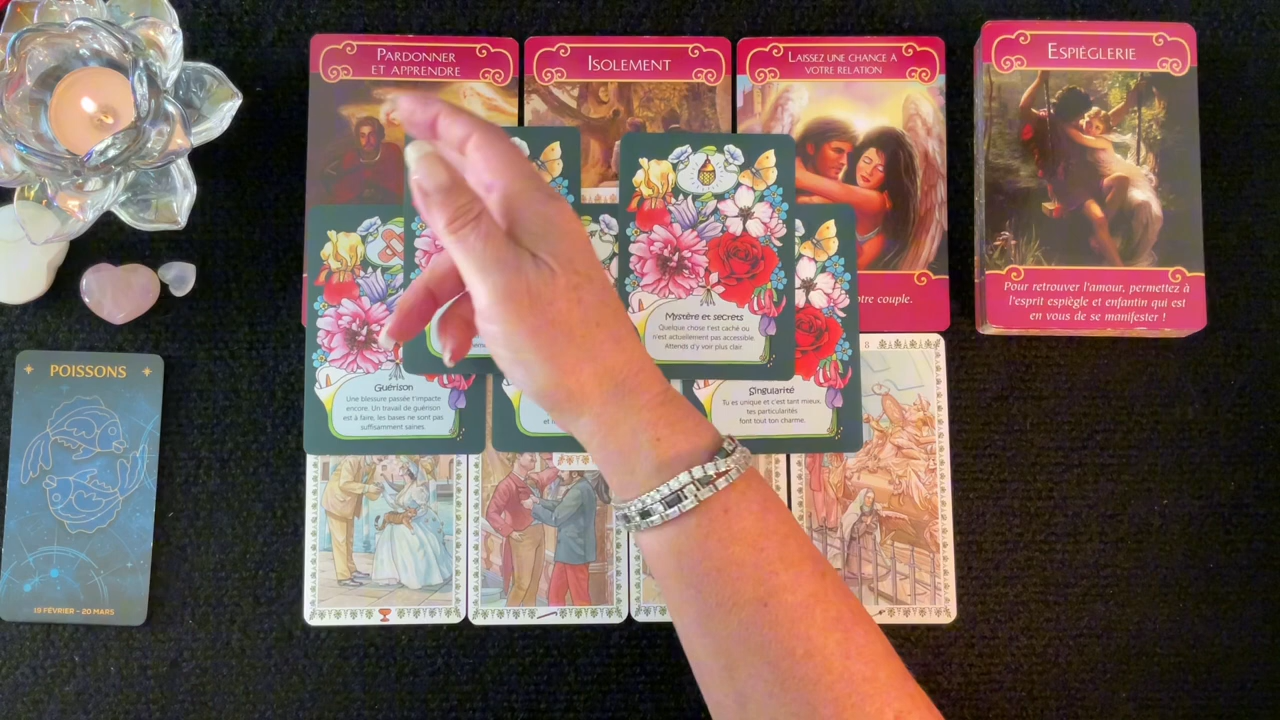 PARDONNER
ET APPRENDRE
ISOLEMENT
LAISSEZ UNE CHANCE À
VOTRE RELATION
ESPIÈGLERIE
Pour retrouver l'amour, permettez à
l'esprit espiègle et enfantin qui est
en vous de se manifester !
otre couple.
Mystère et secrets
Quelque chose t'est caché ou
n'est actuellement pas accessible.
Attends d'y voir plus clair.
Guérison
Une blessure passée t'impacte
encore. Un travail de guérison
est à faire, les bases ne sont pas
suffisamment saines.
Singularité
Tu es unique et c'est tant mieux,
tes particularités
font tout ton charme.
8
POISSONS
19 FÉVRIER – 20 MARS